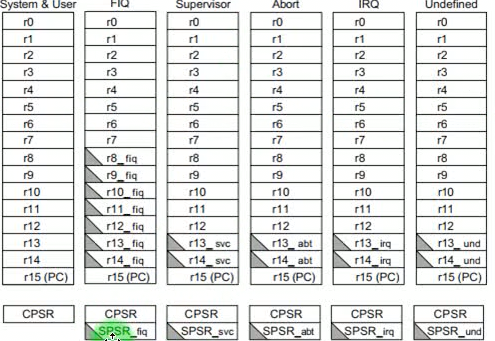 System & User FIQ Supervisor Abort IRQ Undefined
r0 r0 r0 r0 r0 r0
r1 r1 r1 r1 r1 r1
r2 r2 r2 r2 r2 r2
r3 r3 r3 r3 r3 r3
r4 r4 r4 r4 r4 r4
r5 r5 r5 r5 r5 r5
r6 r6 r6 r6 r6 r6
r7 r7 r7 r7 r7 r7
r8 r8_fiq r8 r8 r8 r8
r9 r9_fiq r9 r9 r9 r9
r10 r10_fiq r10 r10 r10 r10
r11 r11_fiq r11 r11 r11 r11
r12 r12_fiq r12 r12 r12 r12
r13 r13_fiq r13_svc r13_abt r13_irq r13_und
r14 r14_fiq r14_svc r14_abt r14_irq r14_und
r15 (PC) r15 (PC) r15 (PC) r15 (PC) r15 (PC) r15 (PC)
CPSR CPSR CPSR CPSR CPSR CPSR
SPSR_fiq SPSR_svc SPSR_abt SPSR_irq SPSR_und